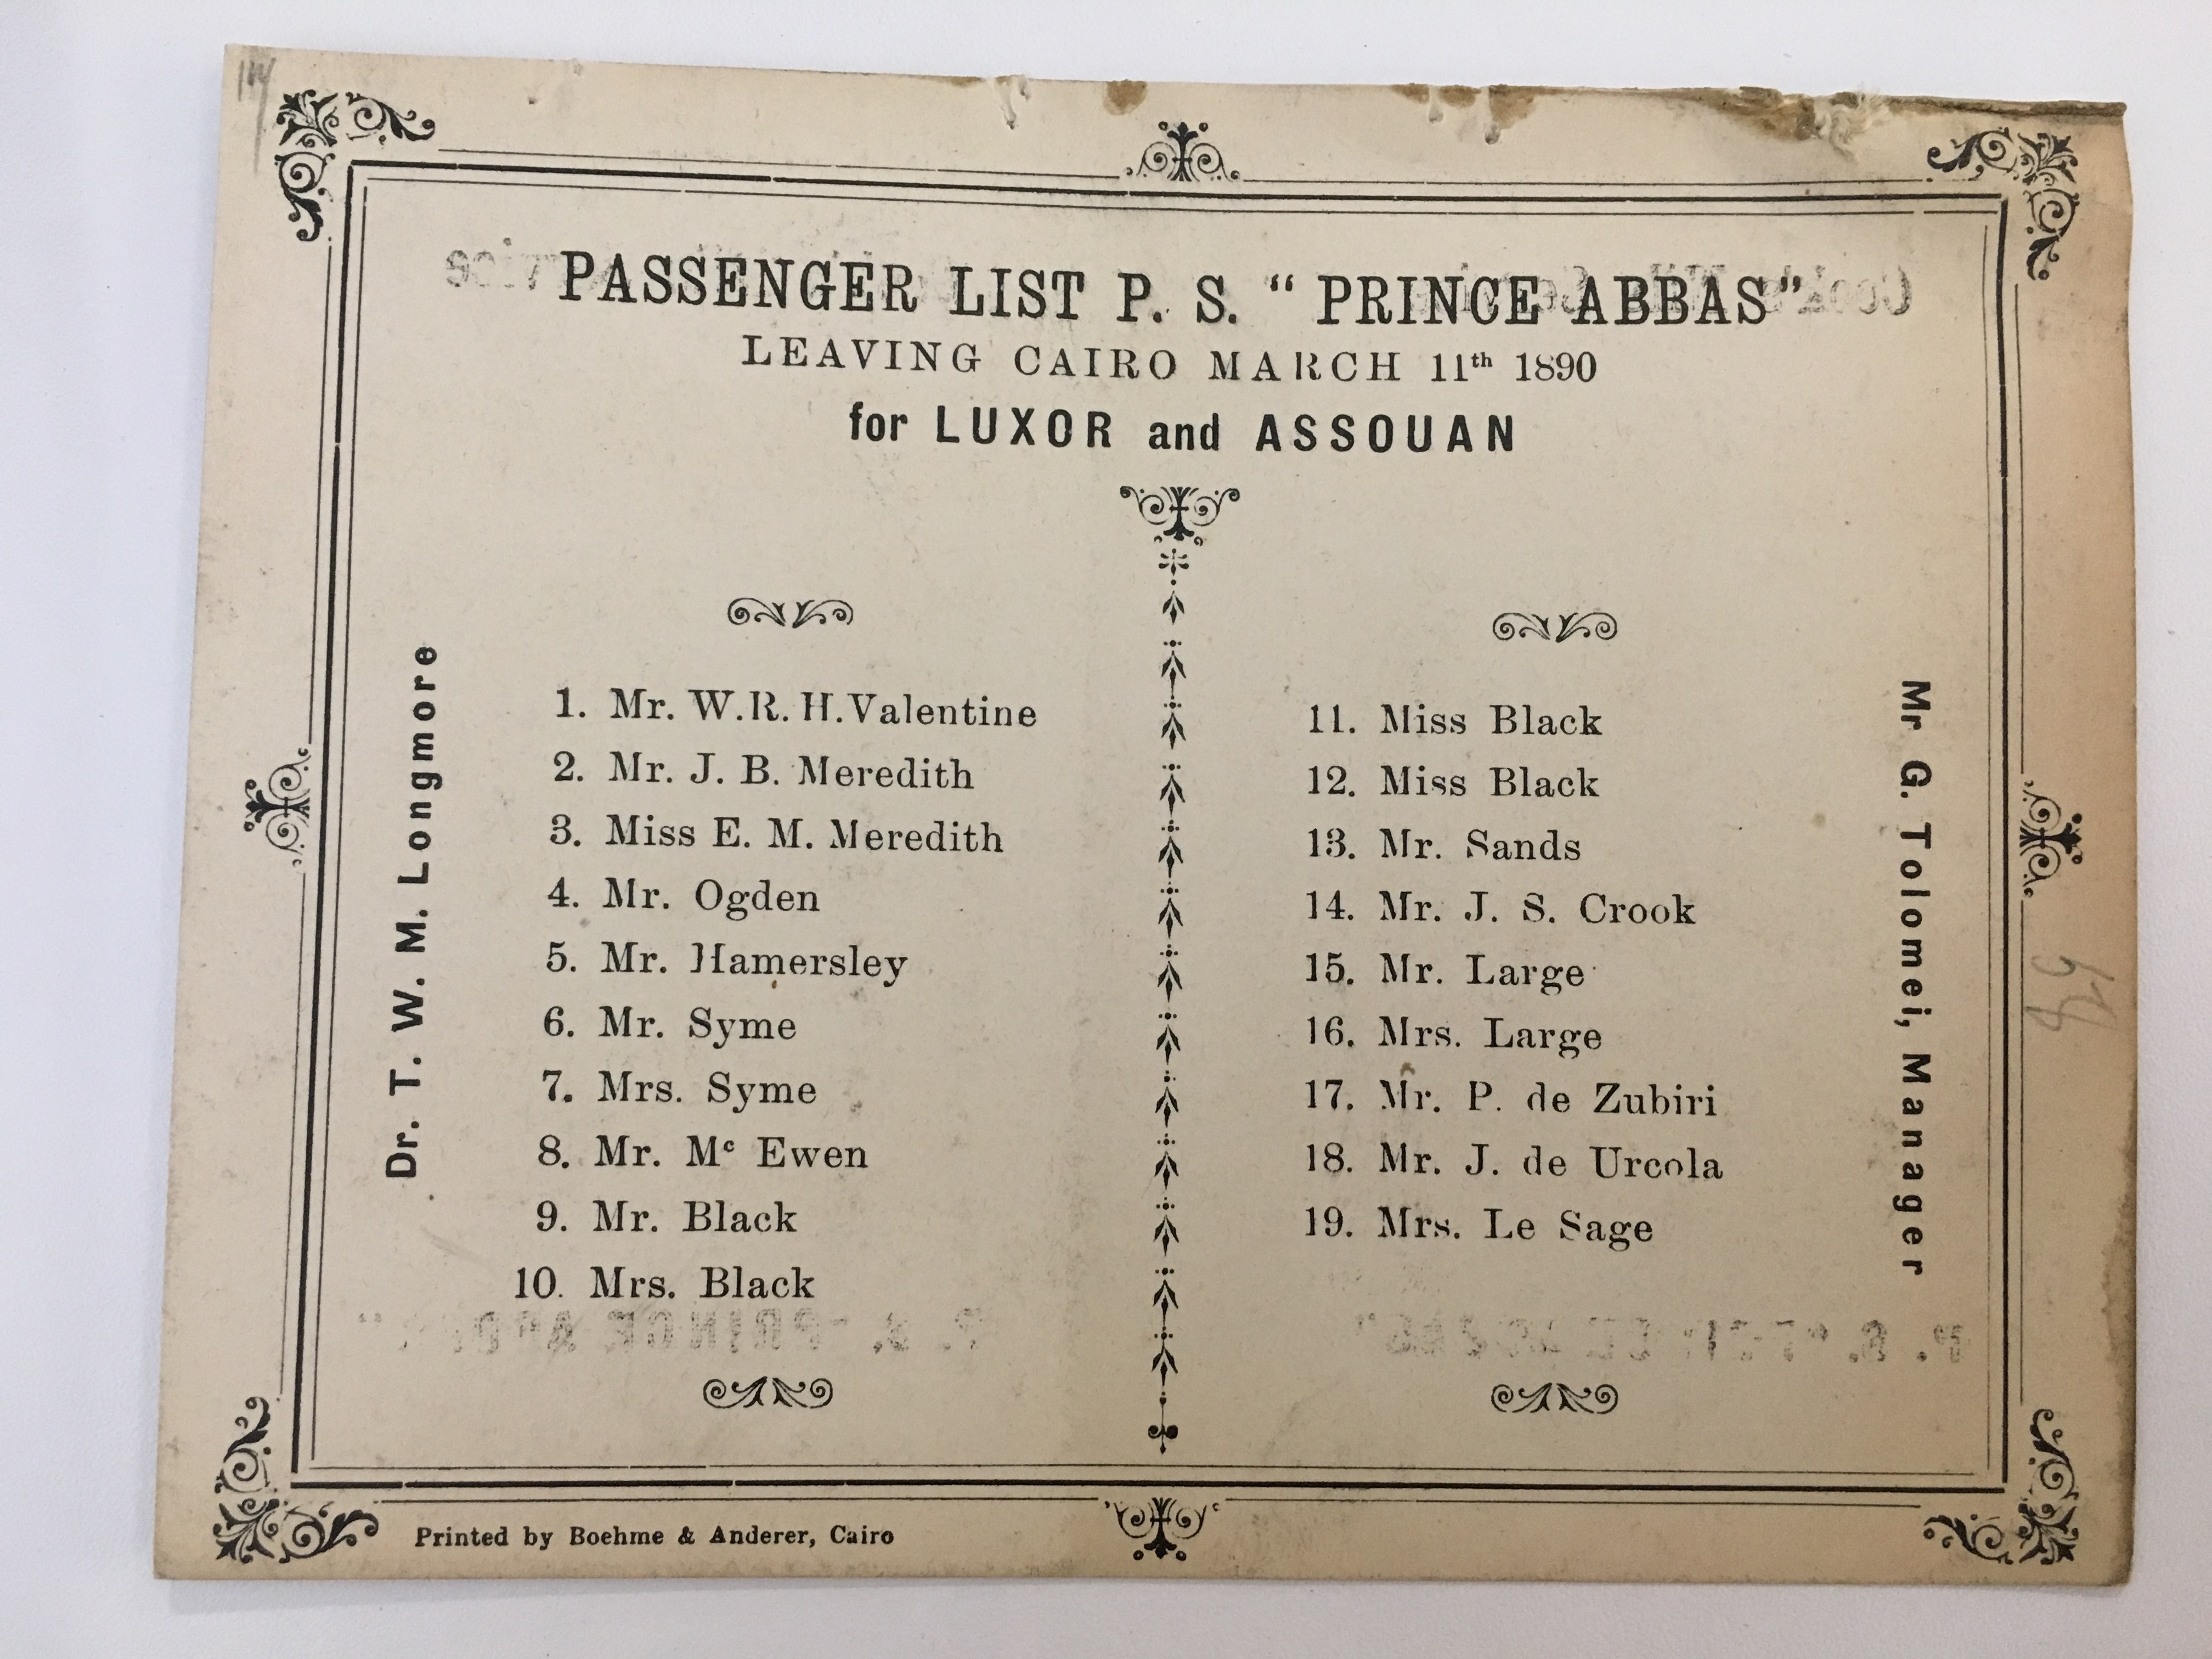 PASSENGER LIST P. S. “ PRINCE ABBAS”
LEAVING CAIRO MARCH 11th 1890
for LUXOR and ASSOUAN
Dr. T. W. M. Longmore
1. Mr. W.R. H. Valentine
2. Mr. J. B. Meredith
3. Miss E. M. Meredith
4. Mr. Ogden
5. Mr. Hamersley
6. Mr. Syme
7. Mrs. Syme
8. Mr. Mc Ewen
9. Mr. Black
10. Mrs. Black
11. Miss Black
12. Miss Black
13. Mr. Sands
14. Mr. J. S. Crook
15. Mr. Large
16. Mrs. Large
17. Mr. P. de Zubiri
18. Mr. J. de Urcola
19. Mrs. Le Sage
Mr G. Tolomei, Manager
Printed by Boehme & Anderer, Cairo